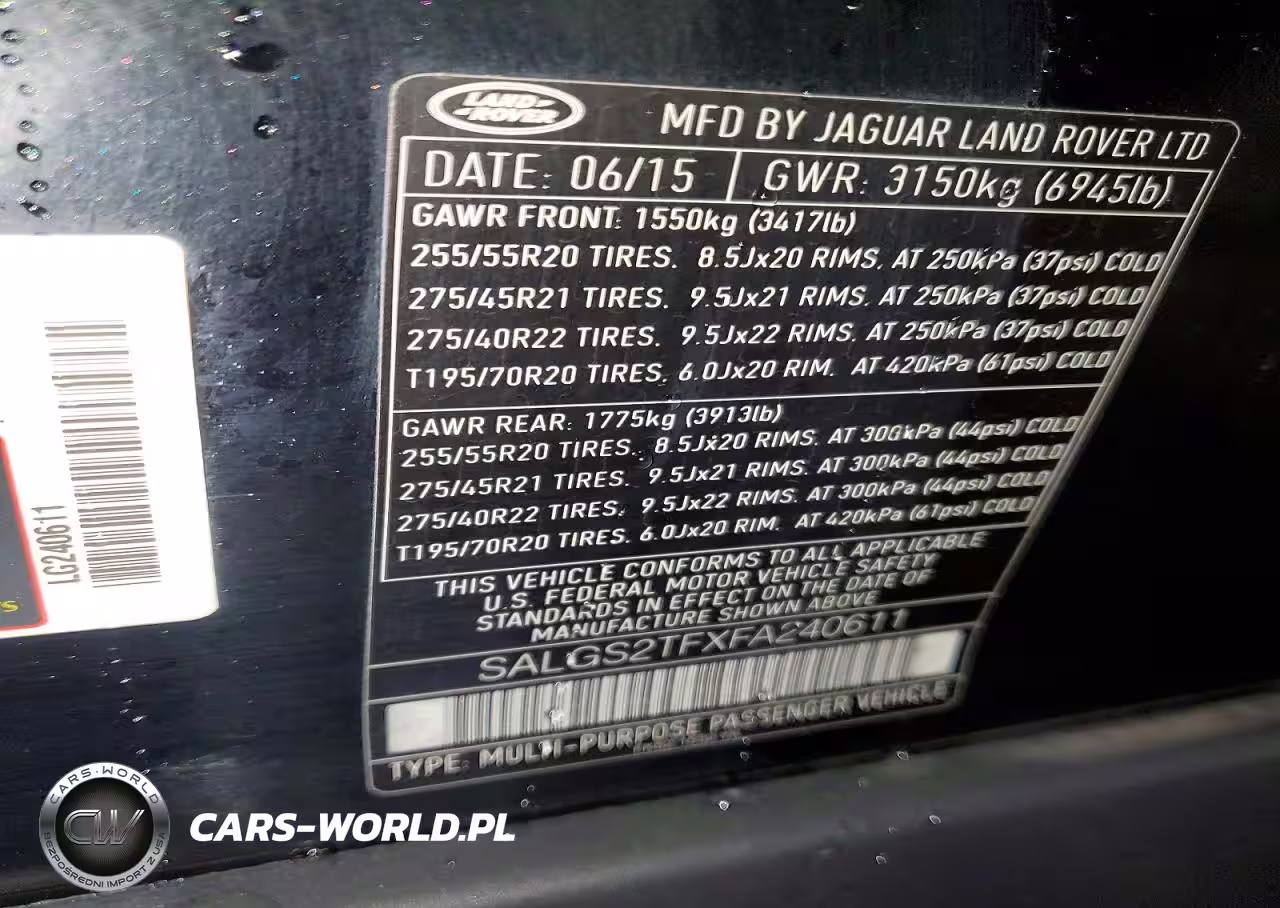 LAND-
-ROVER
MFD BY JAGUAR LAND ROVER LTD
DATE: 06/15 GWR: 3150kg (6945lb)
GAWR FRONT: 1550kg (3417lb)
255/55R20 TIRES. 8.5Jx20 RIMS. AT 250kPa (37psi) COLD
275/45R21 TIRES. 9.5Jx21 RIMS. AT 250kPa (37psi) COLD
275/40R22 TIRES. 9.5Jx22 RIMS. AT 250kPa (37psi) COLD
T195/70R20 TIRES. 6.0Jx20 RIM. AT 420kPa (61psi) COLD
GAWR REAR: 1775kg (3913lb)
255/55R20 TIRES. 8.5Jx20 RIMS. AT 300kPa (44psi) COLD
275/45R21 TIRES. 9.5Jx21 RIMS. AT 300kPa (44psi) COLD
275/40R22 TIRES. 9.5Jx22 RIMS. AT 300kPa (44psi) COLD
T195/70R20 TIRES. 6.0Jx20 RIM. AT 420kPa (61psi) COLD
THIS VEHICLE CONFORMS TO ALL APPLICABLE
U.S. FEDERAL MOTOR VEHICLE SAFETY
STANDARDS IN EFFECT ON THE DATE OF
MANUFACTURE SHOWN ABOVE
SALGS2TFXFA240611
TYPE: MULTI-PURPOSE PASSENGER VEHICLE
LG240611
CARS-WORLD
CW
BEZPOŚREDNI IMPORT Z USA
CARS-WORLD.PL